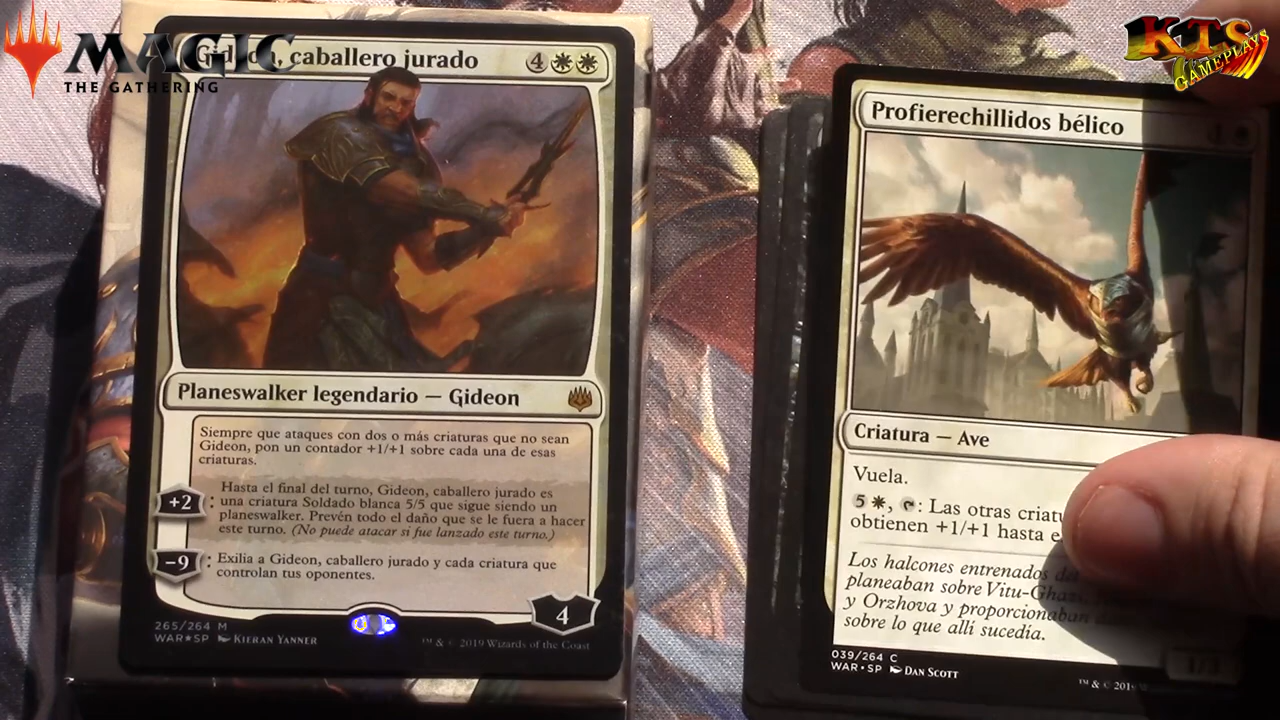 MAGIC
THE GATHERING
KTS
GAMEPLAYS
caballero jurado
4
Planeswalker legendario — Gideon
Siempre que ataques con dos o más criaturas que no sean
Gideon, pon un contador +1/+1 sobre cada una de esas
criaturas.
+2 : Hasta el final del turno, Gideon, caballero jurado es
una criatura Soldado blanca 5/5 que sigue siendo un
planeswalker. Prevén todo el daño que se le fuera a hacer
este turno. (No puede atacar si fue lanzado este turno.)
−9 : Exilia a Gideon, caballero jurado y cada criatura que
controlan tus oponentes.
4
265/264 M
WAR★SP KIERAN YANNER
™ & © 2019 Wizards of the Coast
Profierechillidos bélico
1
Criatura — Ave
Vuela.
5 , : Las otras
obtienen +1/+1 hasta
Los halcones entrenados
planeaban sobre
y Orzhova y proporcionaban
sobre lo que allí sucedía.
039/264 C
WAR • SP DAN SCOTT
™ & ©